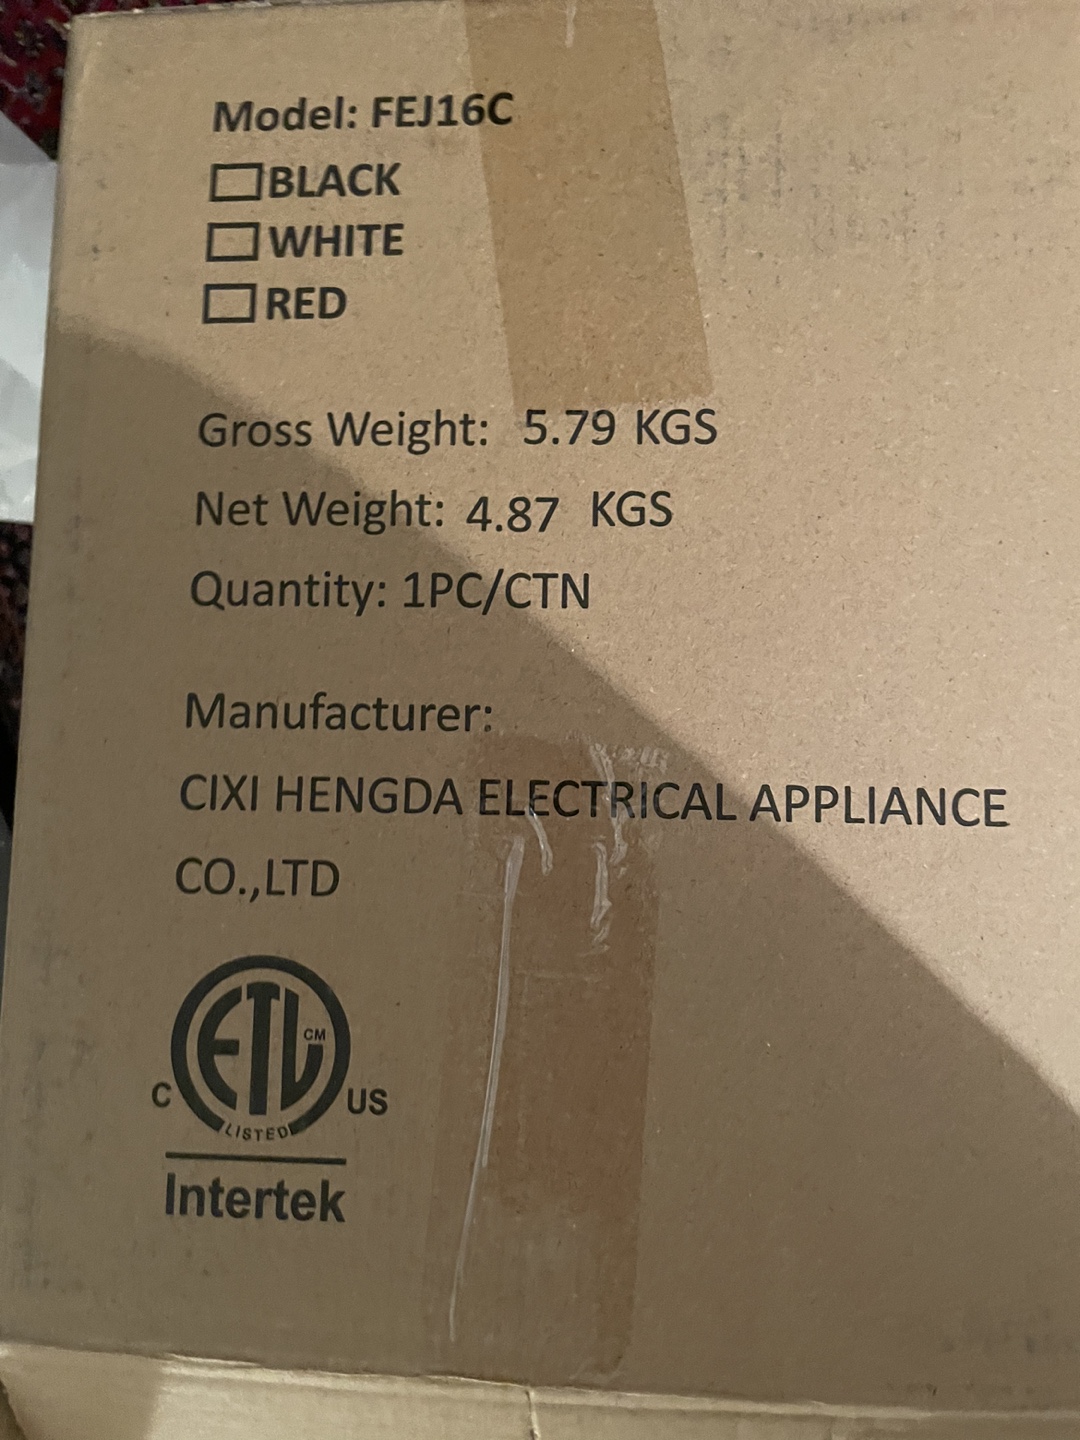 Model: FEJ16C
BLACK
WHITE
RED
Gross Weight: 5.79 KGS
Net Weight: 4.87 KGS
Quantity: 1PC/CTN
Manufacturer:
CIXI HENGDA ELECTRICAL APPLIANCE
CO.,LTD
ETL CM
C US
LISTED
Intertek